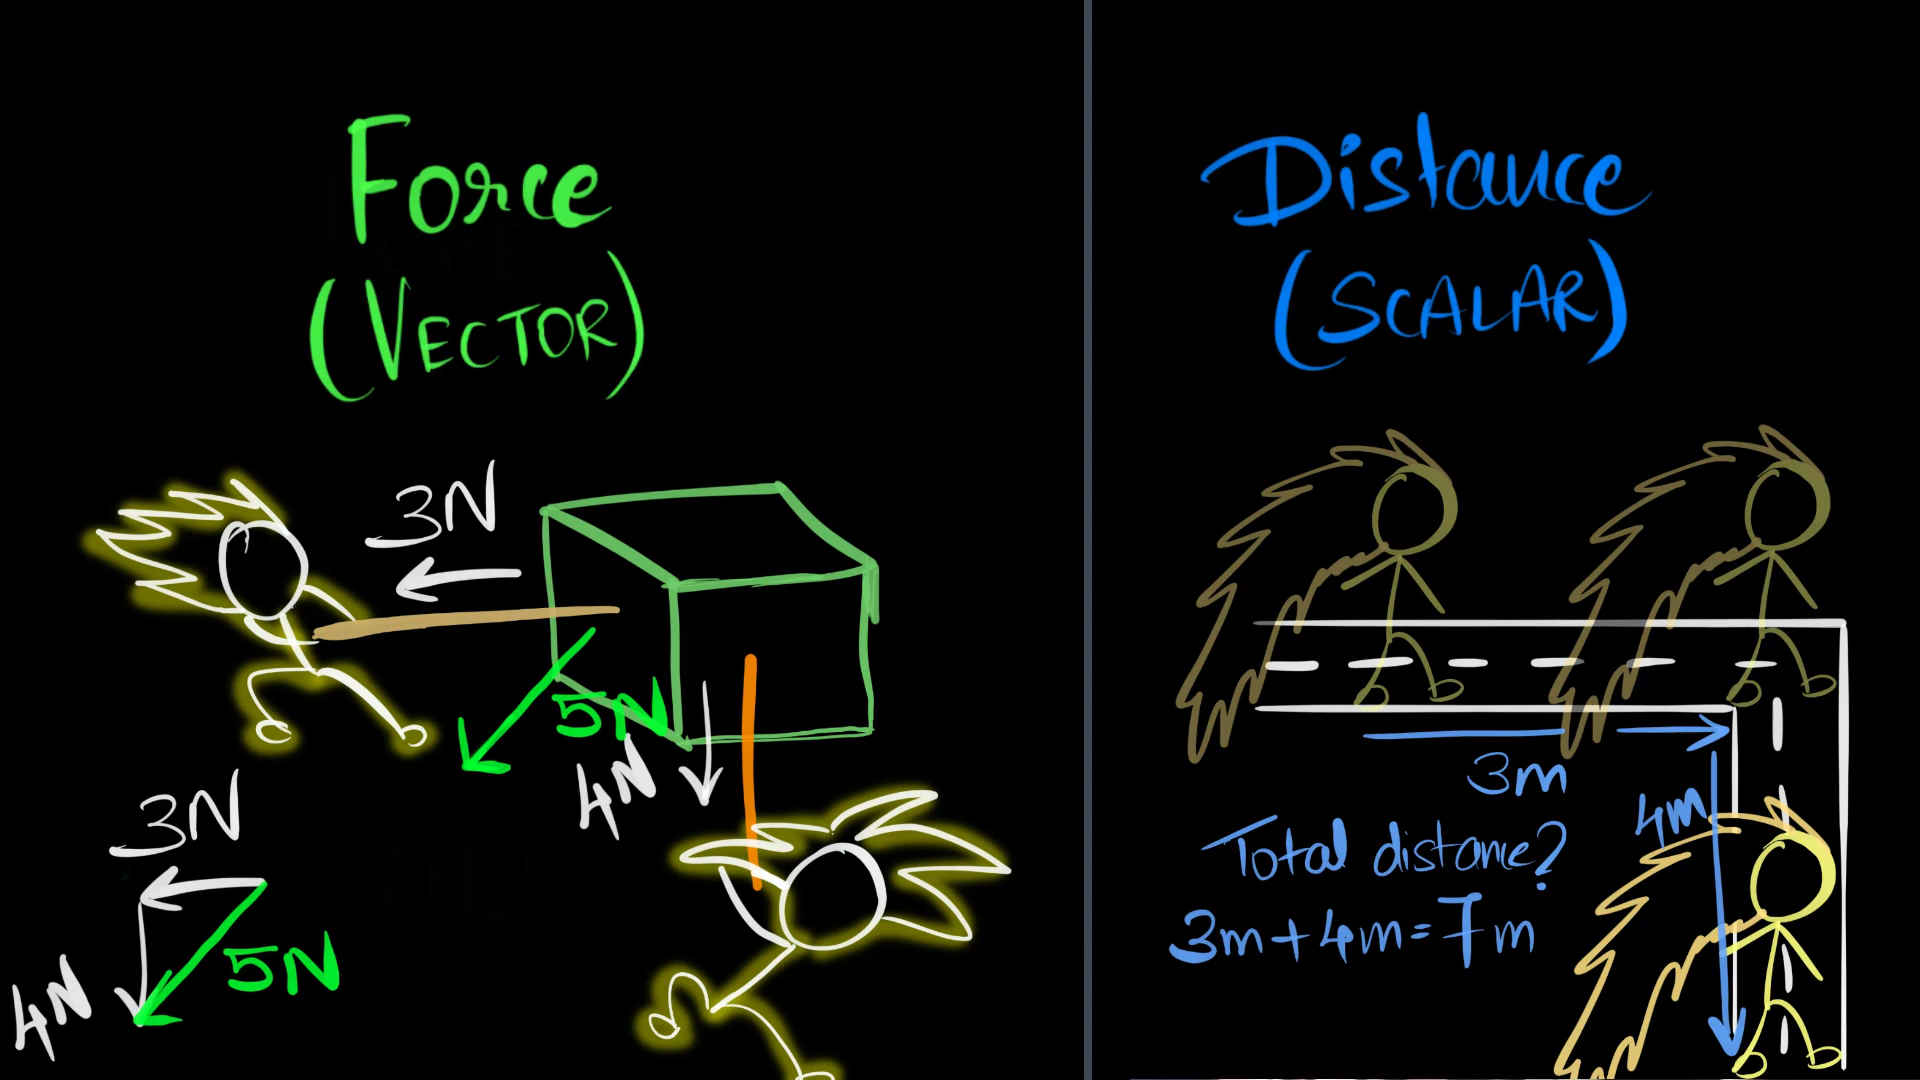 Force
(VECTOR)
3N
5N
4N
3N
5N
4N
Distance
(SCALAR)
3m
4m
Total distance?
3m+4m=7m